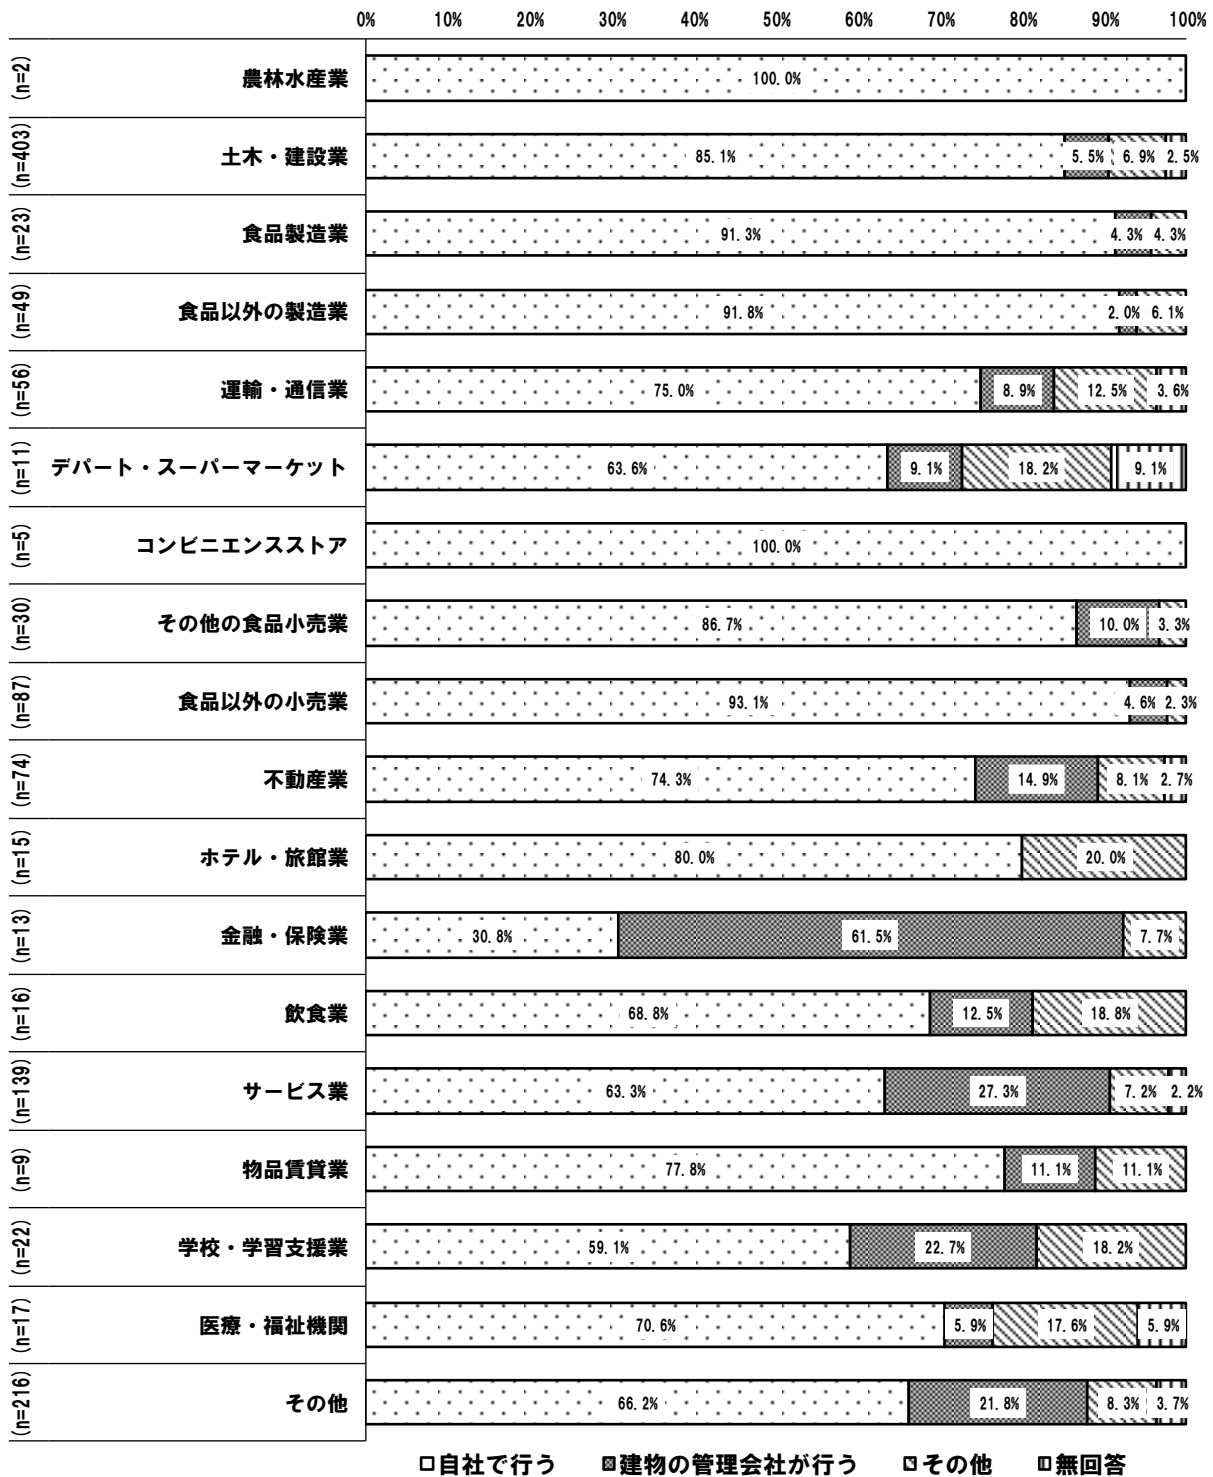 0% 10% 20% 30% 40% 50% 60% 70% 80% 90% 100%
(n=2) 農林水産業 100.0%
(n=403) 土木・建設業 85.1% 5.5% 6.9% 2.5%
(n=23) 食品製造業 91.3% 4.3% 4.3%
(n=49) 食品以外の製造業 91.8% 2.0% 6.1%
(n=56) 運輸・通信業 75.0% 8.9% 12.5% 3.6%
(n=11) デパート・スーパーマーケット 63.6% 9.1% 18.2% 9.1%
(n=5) コンビニエンスストア 100.0%
(n=30) その他の食品小売業 86.7% 10.0% 3.3%
(n=87) 食品以外の小売業 93.1% 4.6% 2.3%
(n=74) 不動産業 74.3% 14.9% 8.1% 2.7%
(n=15) ホテル・旅館業 80.0% 20.0%
(n=13) 金融・保険業 30.8% 61.5% 7.7%
(n=16) 飲食業 68.8% 12.5% 18.8%
(n=139) サービス業 63.3% 27.3% 7.2% 2.2%
(n=9) 物品賃貸業 77.8% 11.1% 11.1%
(n=22) 学校・学習支援業 59.1% 22.7% 18.2%
(n=17) 医療・福祉機関 70.6% 5.9% 17.6% 5.9%
(n=216) その他 66.2% 21.8% 8.3% 3.7%
自社で行う 建物の管理会社が行う その他 無回答